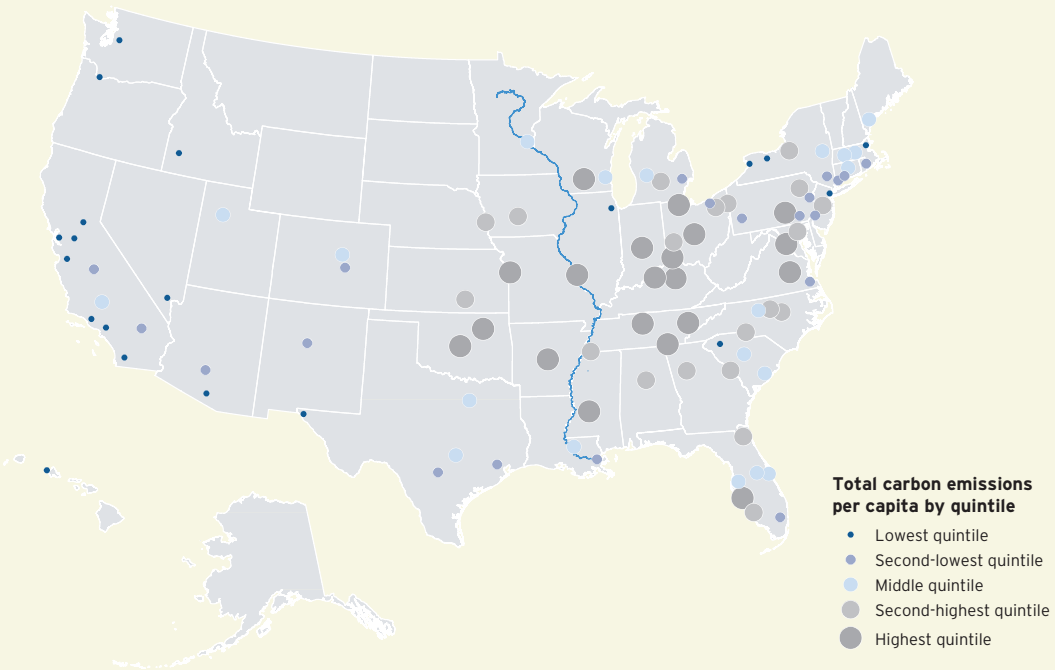 Total carbon emissions
per capita by quintile
Lowest quintile
Second-lowest quintile
Middle quintile
Second-highest quintile
Highest quintile